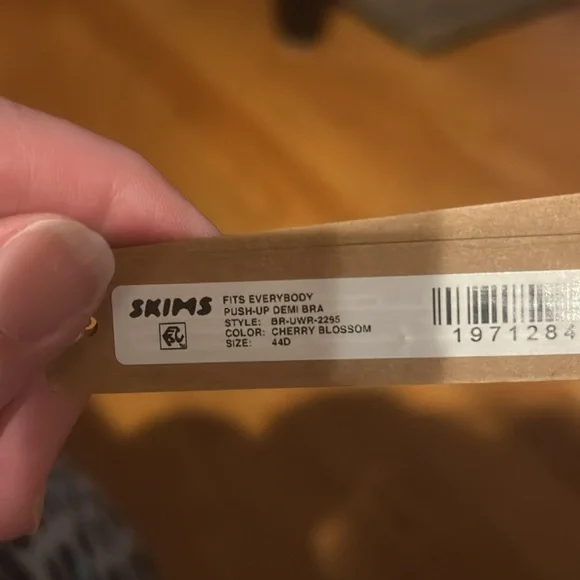 SKIMS
FITS EVERYBODY
PUSH-UP DEMI BRA
STYLE: BR-UWR-2295
COLOR: CHERRY BLOSSOM
SIZE: 44D
1971284